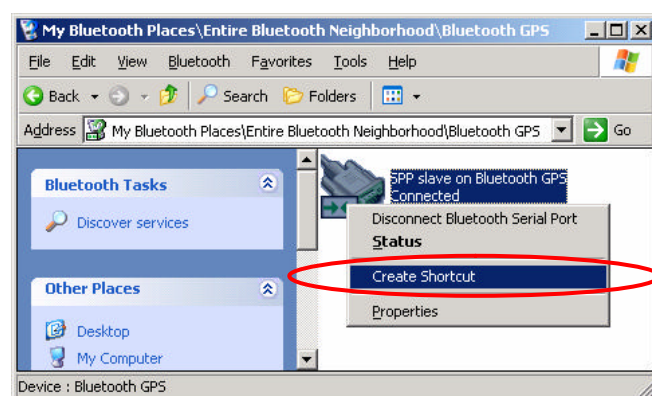 My Bluetooth Places\Entire Bluetooth Neighborhood\Bluetooth GPS
File Edit View Bluetooth Favorites Tools Help
Back Search Folders
Address My Bluetooth Places\Entire Bluetooth Neighborhood\Bluetooth GPS Go
Bluetooth Tasks
Discover services
Other Places
Desktop
My Computer
SPP slave on Bluetooth GPS
Connected
Disconnect Bluetooth Serial Port
Status
Create Shortcut
Properties
Device : Bluetooth GPS